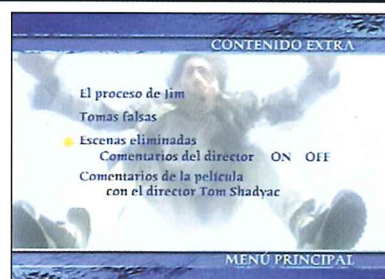 CONTENIDO EXTRA
El proceso de Jim
Tomas falsas
Escenas eliminadas
Comentarios del director ON OFF
Comentarios de la película
con el director Tom Shadyac
MENÚ PRINCIPAL